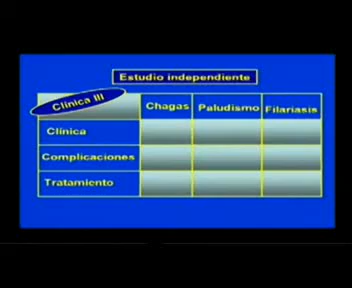 Estudio independiente
Clínica III
Chagas Paludismo Filariasis
Clínica
Complicaciones
Tratamiento